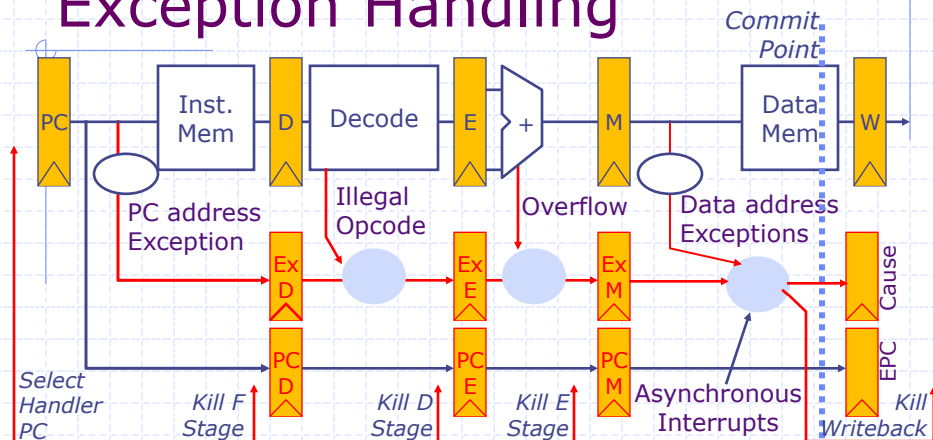 Exception Handling
Commit
Point
PC
Inst.
Mem
D
Decode
E
+
M
Data
Mem
W
PC address
Exception
Illegal
Opcode
Overflow
Data address
Exceptions
Ex
D
Ex
E
Ex
M
Cause
PC
D
PC
E
PC
M
EPC
Select
Handler
PC
Kill F
Stage
Kill D
Stage
Kill E
Stage
Asynchronous
Interrupts
Kill
Writeback